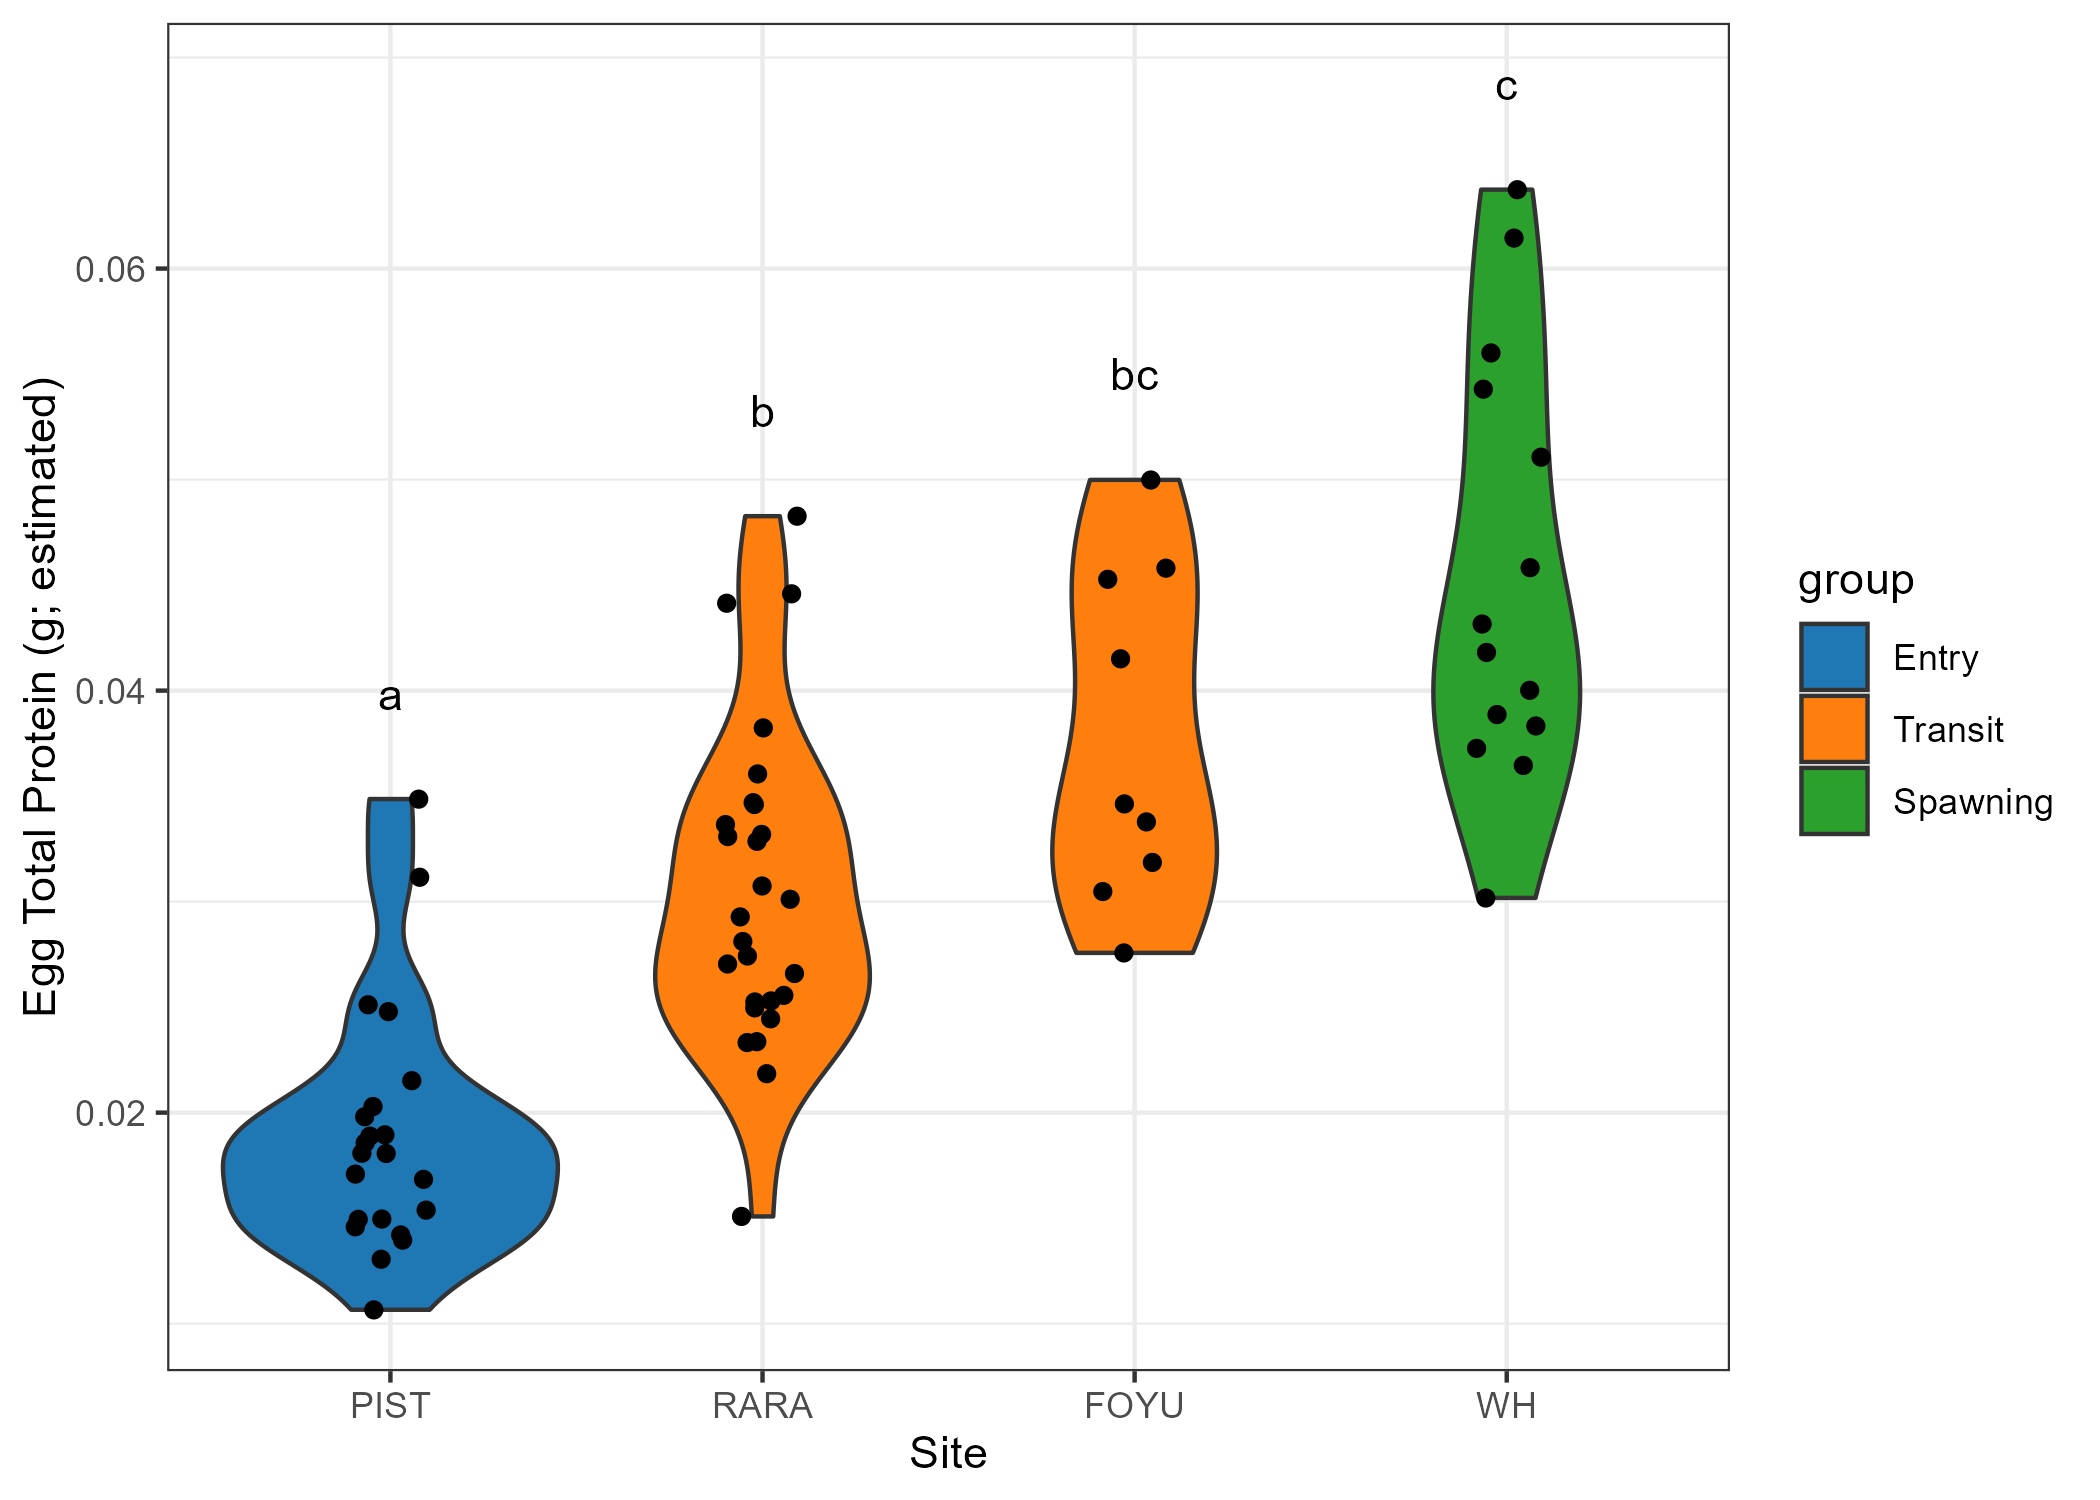 c
0.06
bc
b
0.04
a
0.02
Egg Total Protein (g; estimated)
PIST RARA FOYU WH
Site
group
Entry
Transit
Spawning